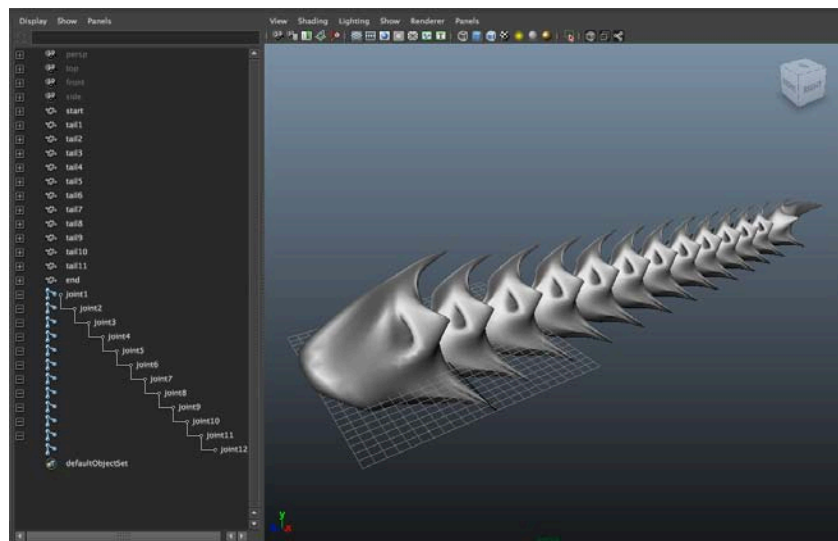 Display Show Panels
View Shading Lighting Show Renderer Panels
persp
top
front
side
start
tail1
tail2
tail3
tail4
tail5
tail6
tail7
tail8
tail9
tail10
tail11
end
joint1
joint2
joint3
joint4
joint5
joint6
joint7
joint8
joint9
joint10
joint11
joint12
defaultObjectSet
RIGHT
y
x